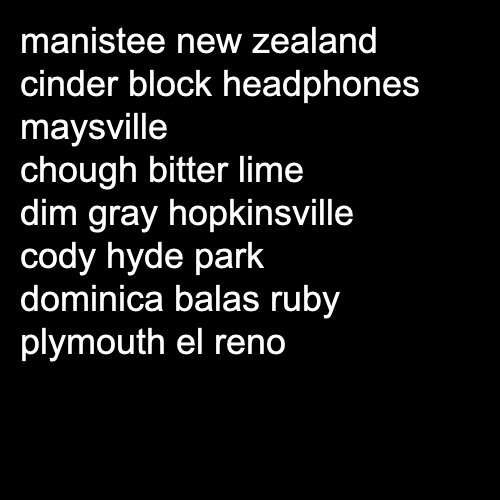 manistee new zealand
cinder block headphones
maysville
chough bitter lime
dim gray hopkinsville
cody hyde park
dominica balas ruby
plymouth el reno